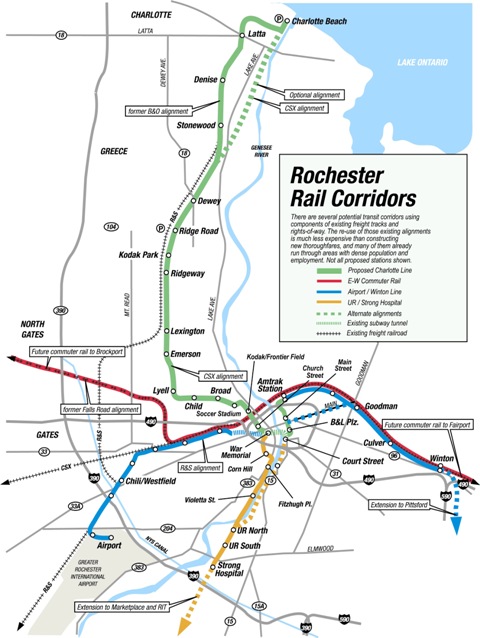 CHARLOTTE
Charlotte Beach
P
LATTA
18
Latta
LAKE AVE.
LAKE ONTARIO
DEWEY AVE.
Denise
Optional alignment
former B&O alignment
CSX alignment
Stonewood
GENESEE
RIVER
GREECE
18
Rochester
Rail Corridors
There are several potential transit corridors using
components of existing freight tracks and
rights-of-way. The re-use of those existing alignments
is much less expensive than constructing
new thoroughfares, and many of them already
run through areas with dense population and
employment. Not all proposed stations shown.
Proposed Charlotte Line
E-W Commuter Rail
Airport / Winton Line
UR / Strong Hospital
Alternate alignments
Existing subway tunnel
Existing freight railroad
R&S
Dewey
104
P
Ridge Road
Kodak Park
Ridgeway
MT. READ
LAKE AVE.
390
NORTH
GATES
Lexington
Future commuter rail to Brockport
Emerson
Kodak/Frontier Field
GOODMAN
CSX alignment
Church
Street
Main
Street
Amtrak
Station
Lyell
Broad
Child
Soccer Stadium
former Falls Road alignment
490
MAIN
Goodman
Future commuter rail to Fairport
B&L Plz.
GATES
33
R&S
War
Memorial
Culver
96
Court Street
Winton
CSX
R&S alignment
Corn Hill
31
490
590
490
390
Chili/Westfield
383
15
Extension to Pittsford
Violetta St.
Fitzhugh Pl.
33A
204
NYS CANAL
UR North
Airport
UR South
ELMWOOD
GREATER
ROCHESTER
INTERNATIONAL
AIRPORT
383
Strong
Hospital
390
R&S
Extension to Marketplace and RIT
15A
15
390
590